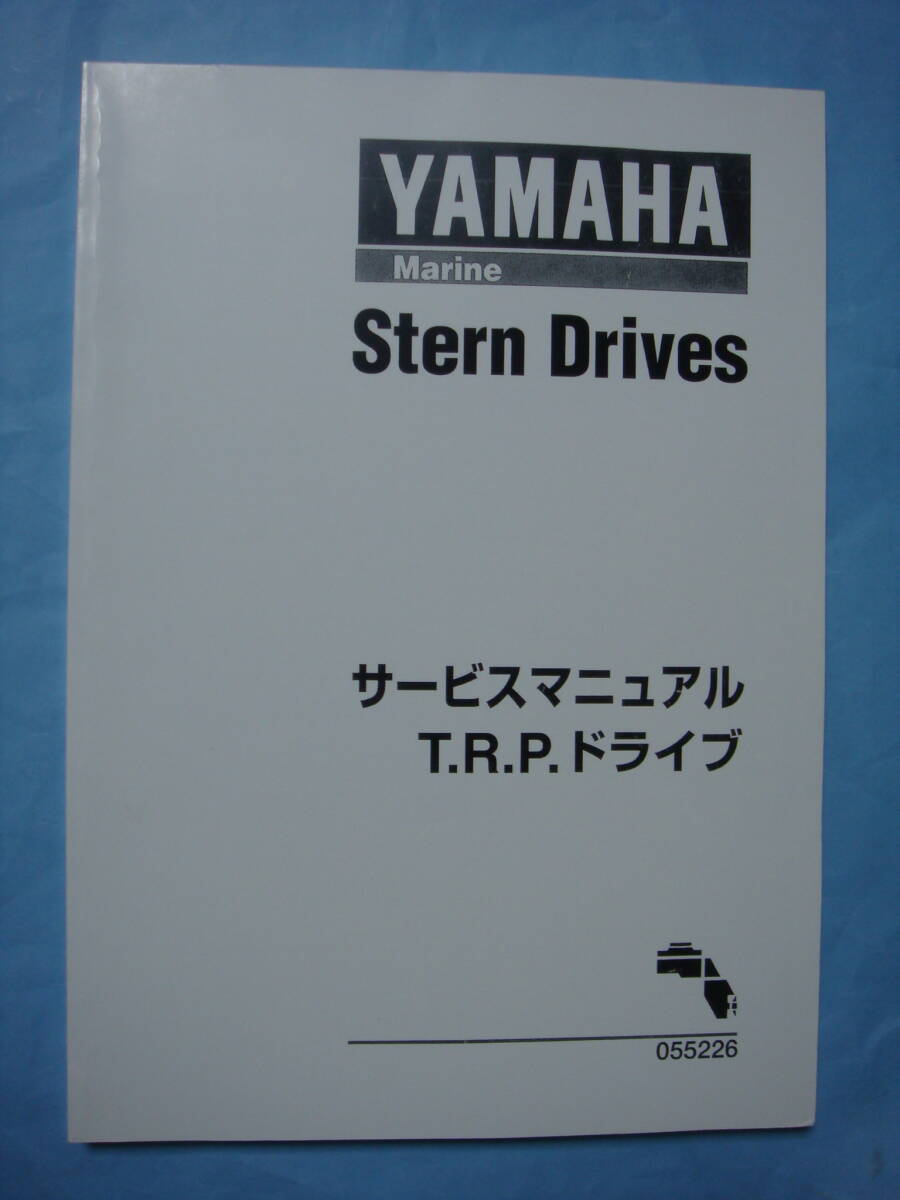 YAMAHA
Marine
Stern Drives
サービスマニュアル
T.R.P.ドライブ
055226